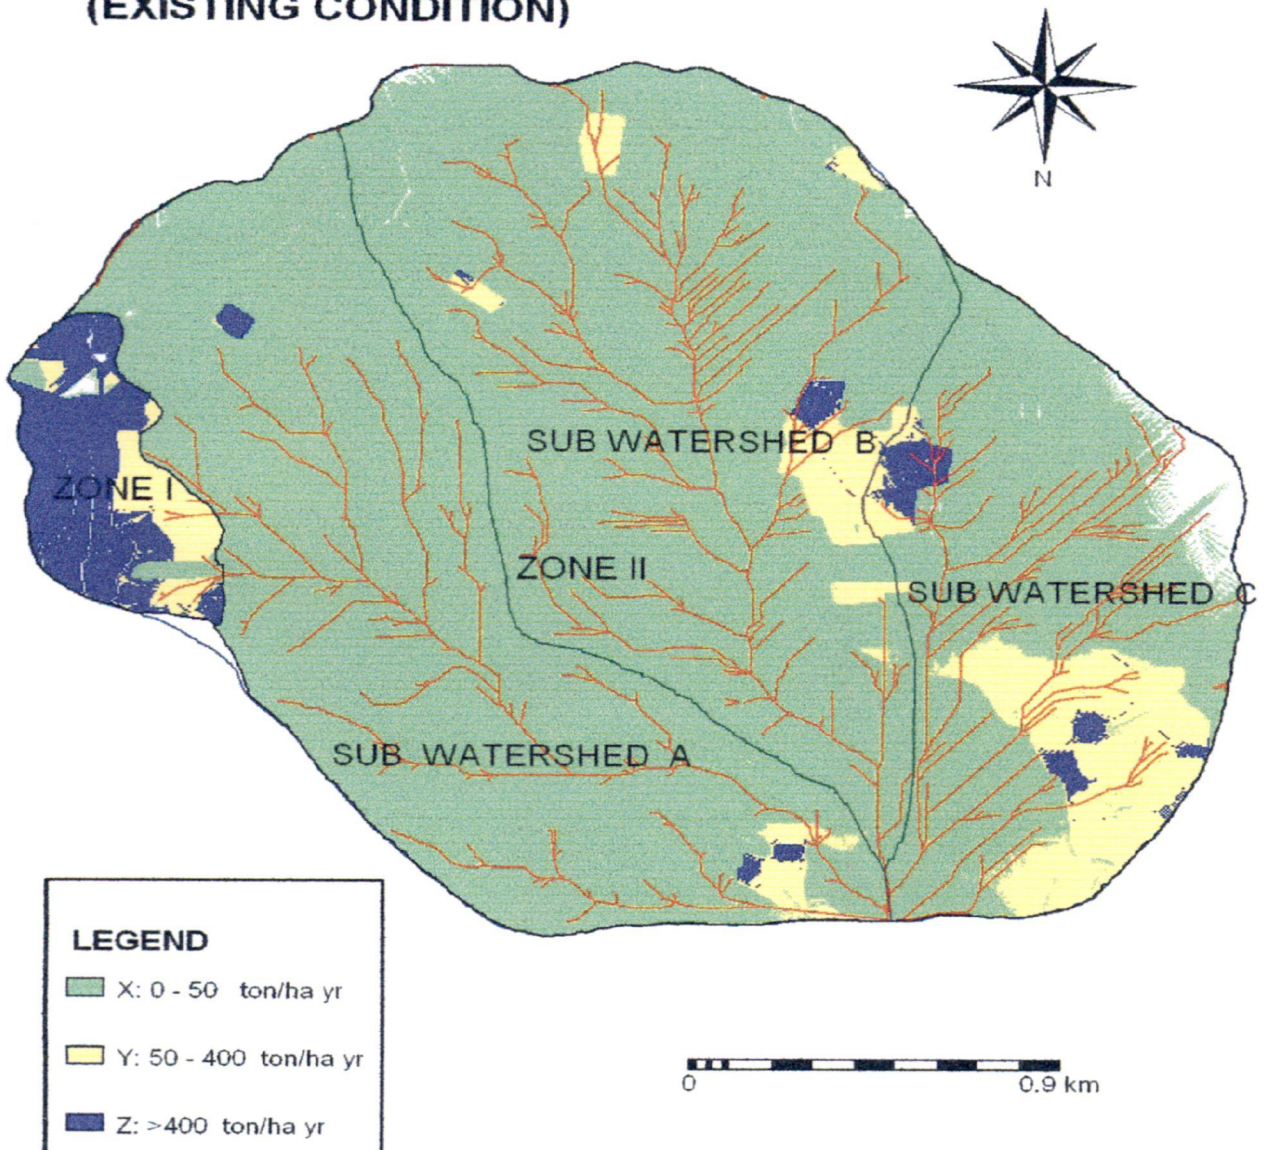 (EXISTING CONDITION)
N
SUB WATERSHED B
ZONE I
ZONE II
SUB WATERSHED C
SUB WATERSHED A
LEGEND
X: 0 - 50 ton/ha yr
Y: 50 - 400 ton/ha yr
Z: >400 ton/ha yr
0
0.9 km